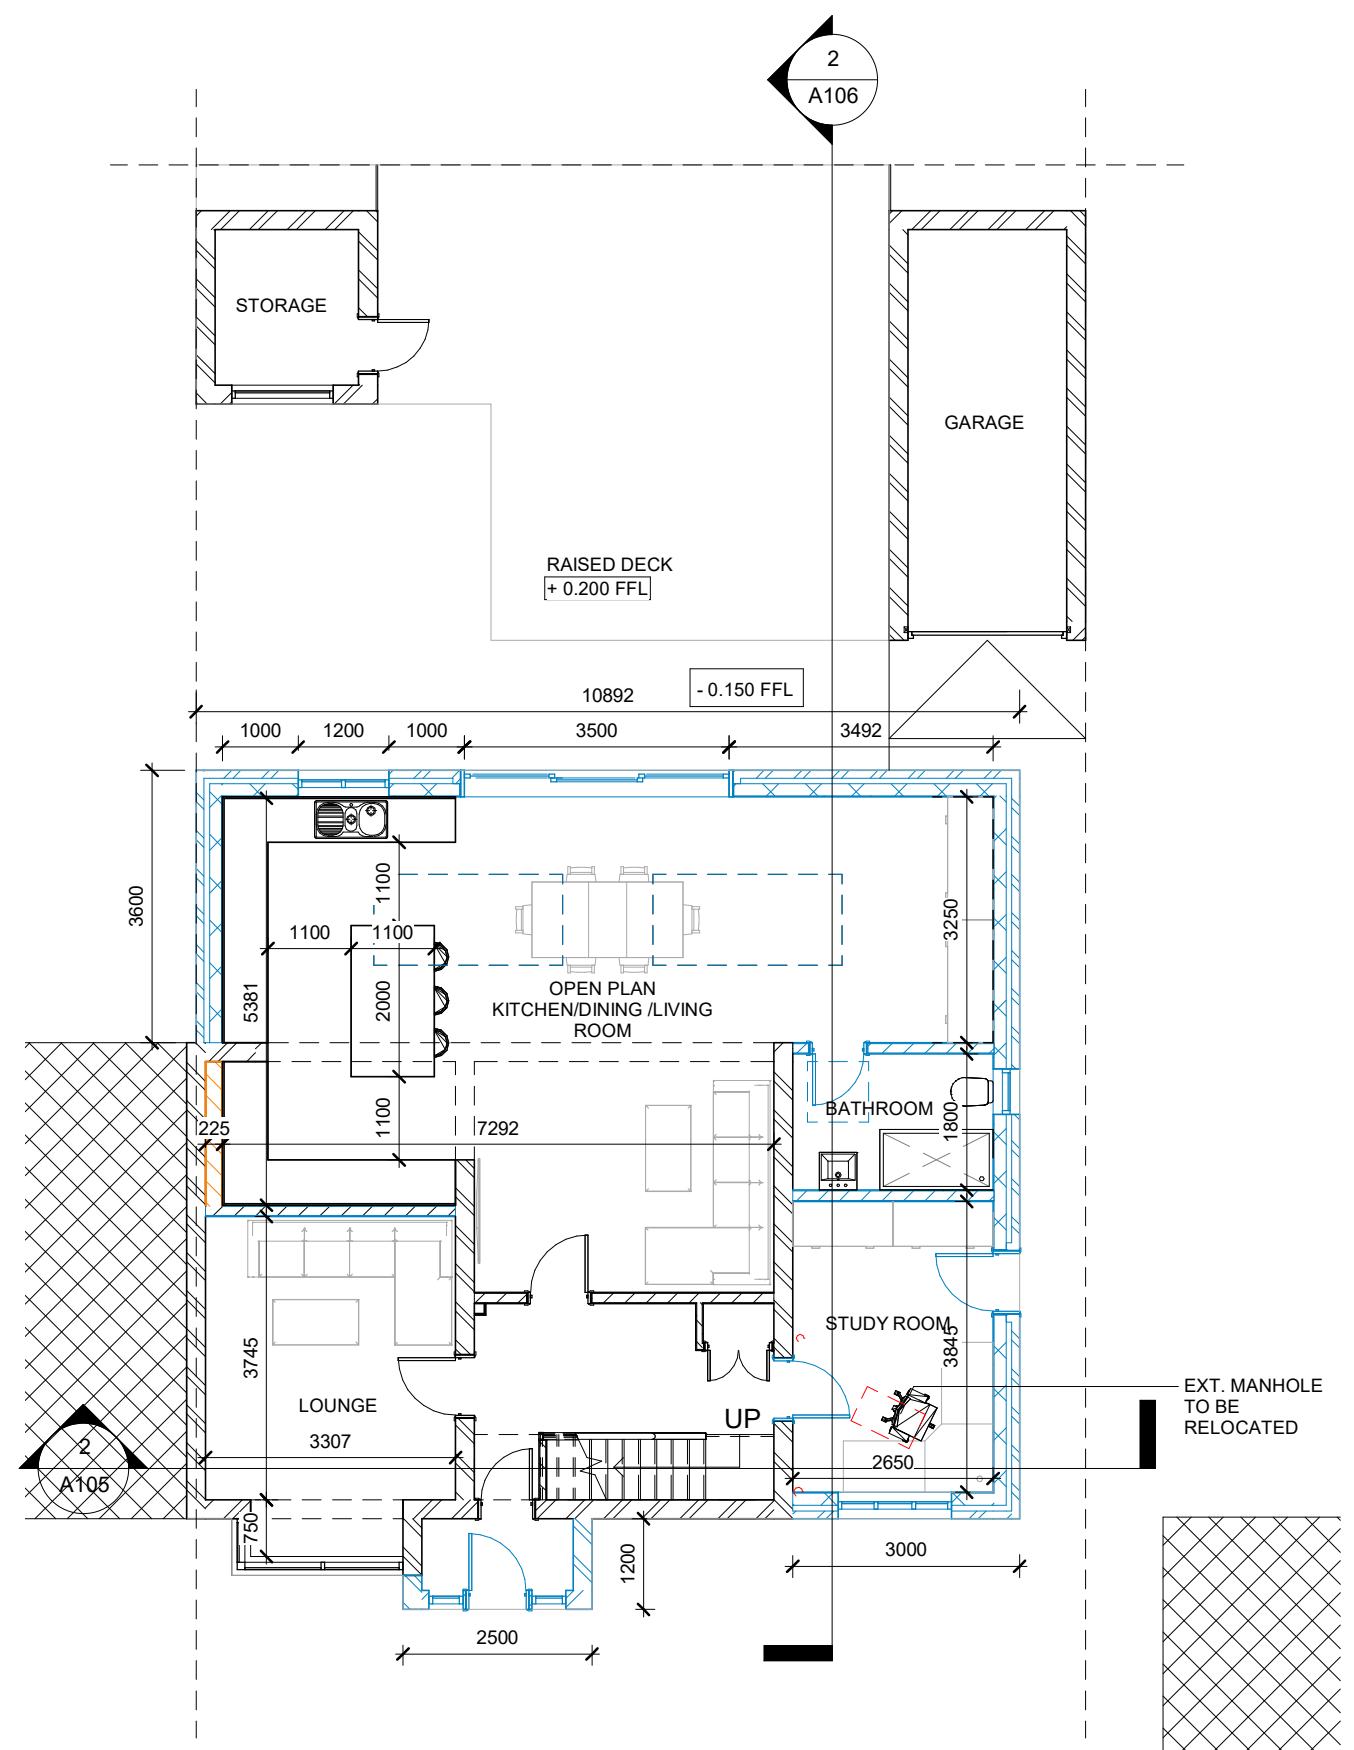 2
A106
STORAGE
GARAGE
RAISED DECK
+ 0.200 FFL
- 0.150 FFL
10892
1000
1200
1000
3500
3492
3600
1100
3250
1100
1100
5381
2000
OPEN PLAN
KITCHEN/DINING /LIVING
ROOM
BATHROOM
1800
225
1100
7292
STUDY ROOM
3845
3745
LOUNGE
UP
EXT. MANHOLE
TO BE
RELOCATED
2
A105
3307
2650
750
1200
3000
2500